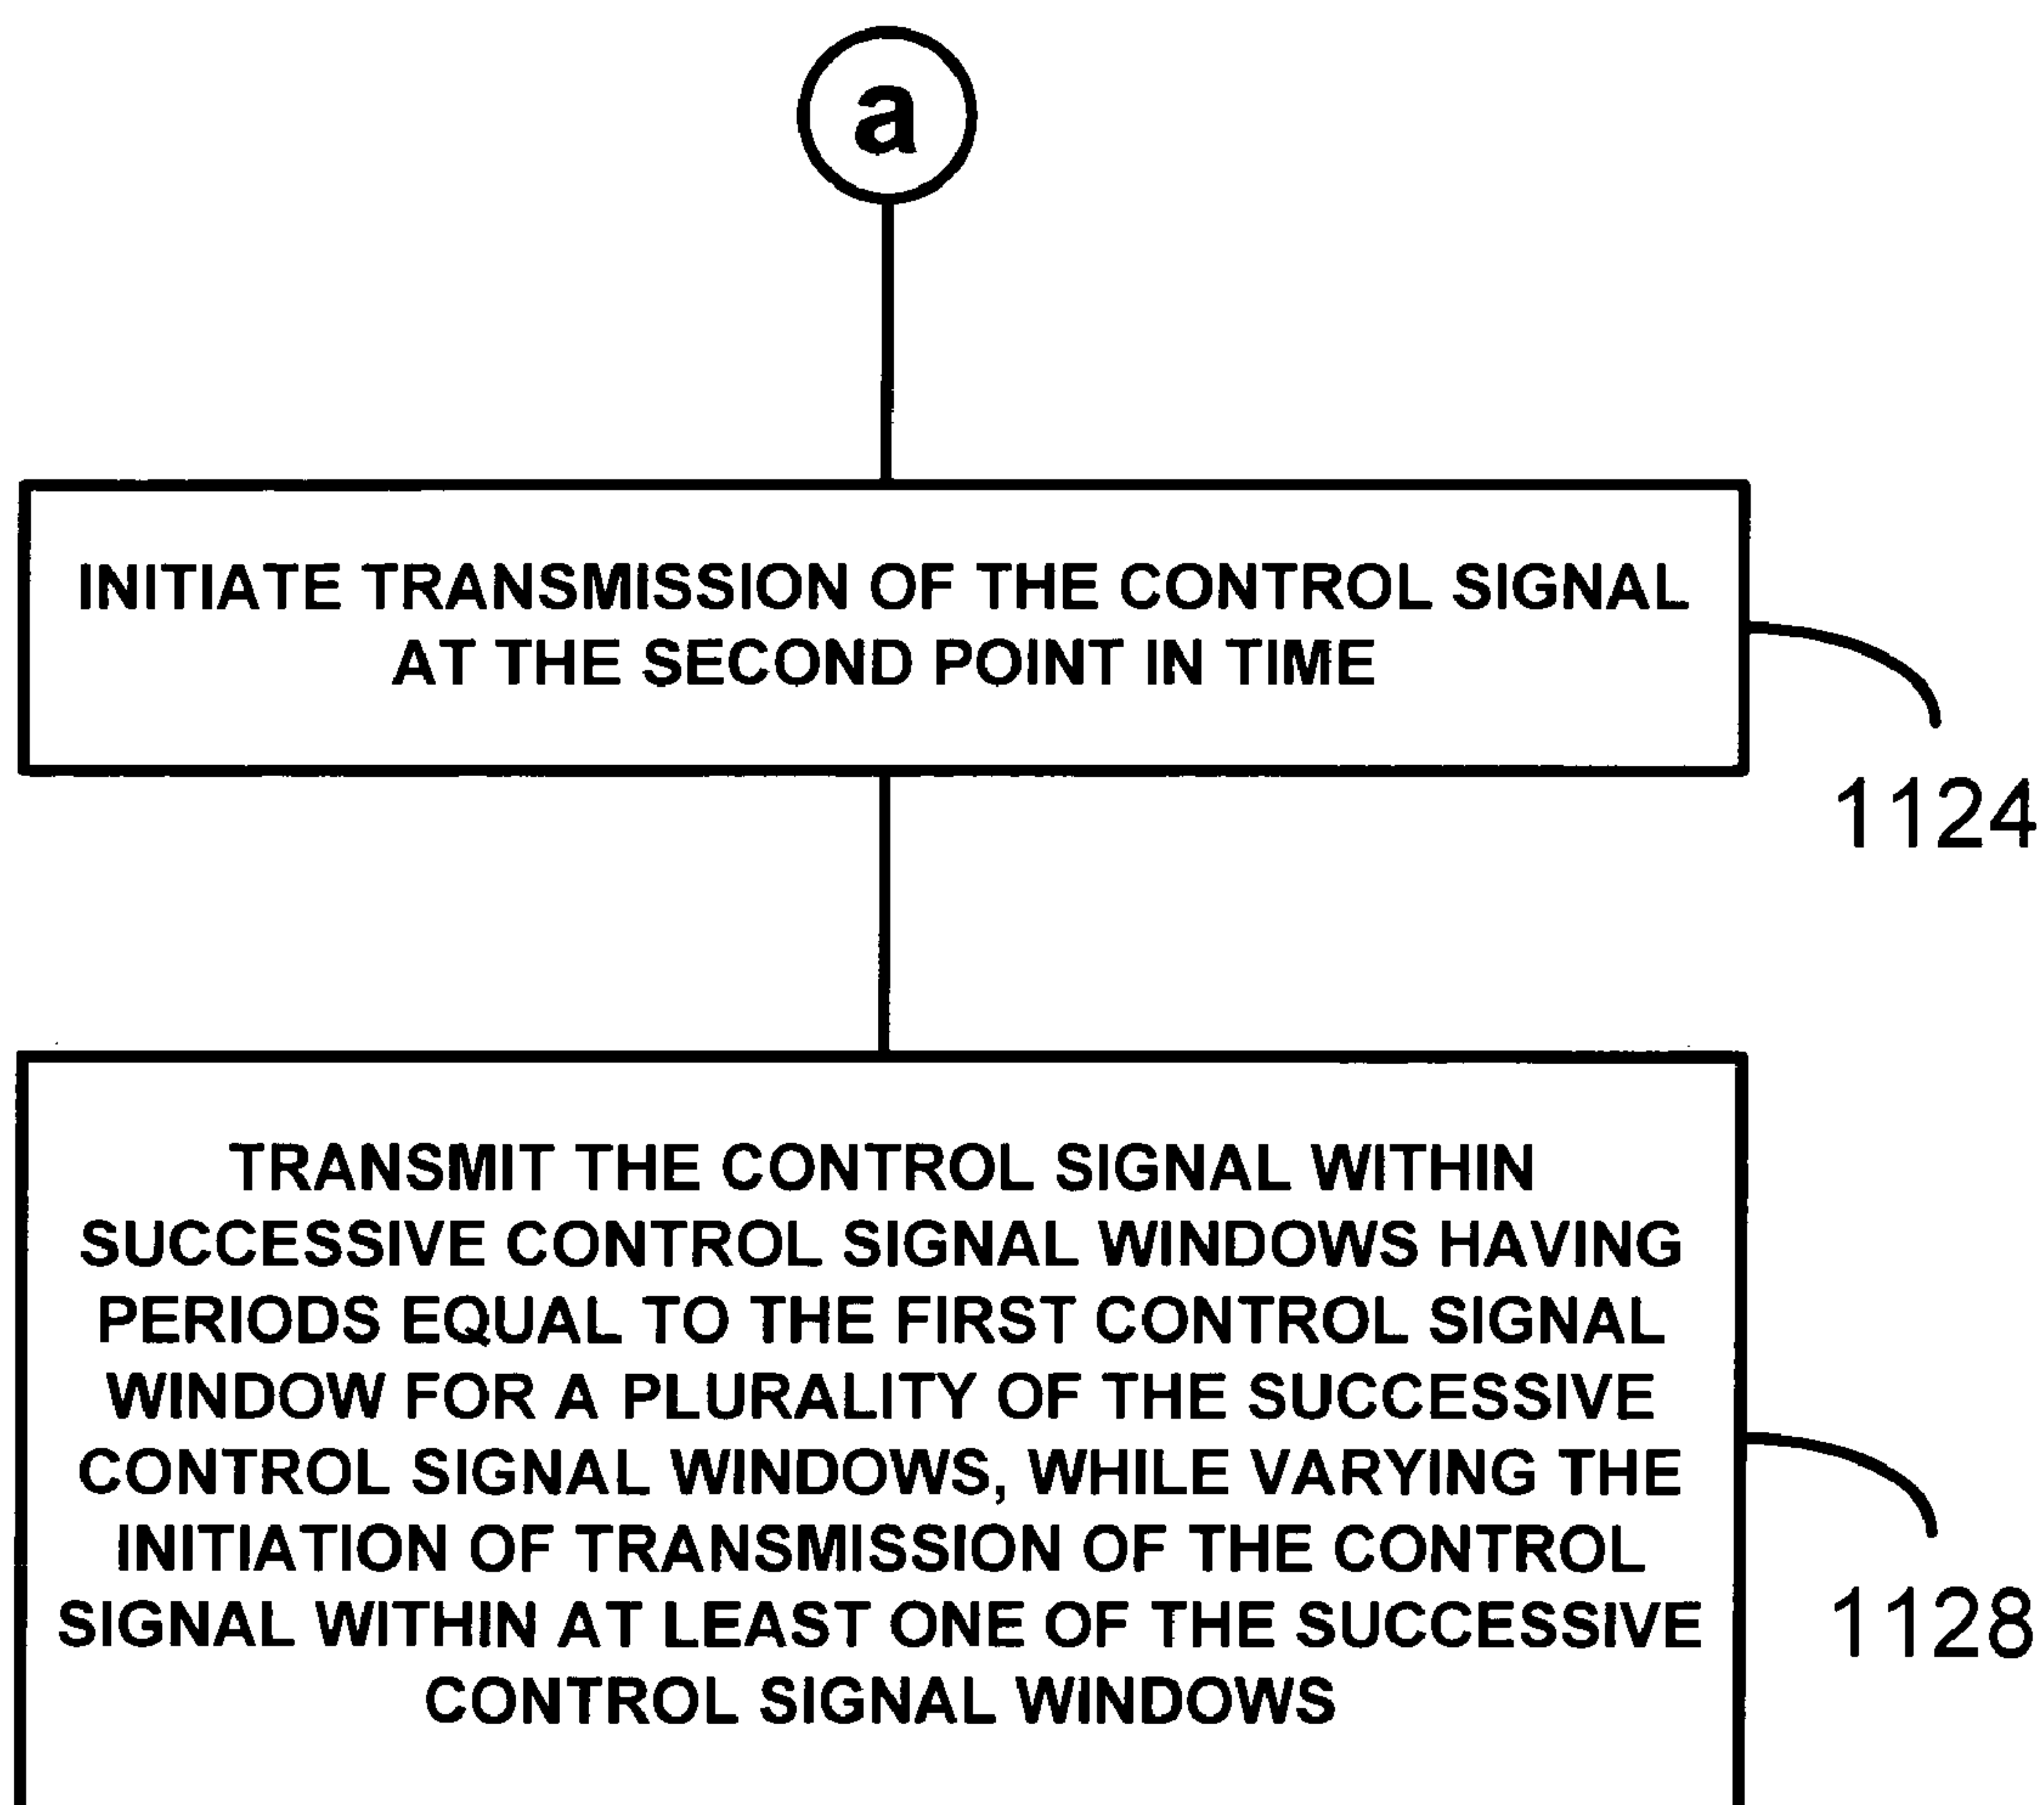 a
INITIATE TRANSMISSION OF THE CONTROL SIGNAL
AT THE SECOND POINT IN TIME
1124
TRANSMIT THE CONTROL SIGNAL WITHIN
SUCCESSIVE CONTROL SIGNAL WINDOWS HAVING
PERIODS EQUAL TO THE FIRST CONTROL SIGNAL
WINDOW FOR A PLURALITY OF THE SUCCESSIVE
CONTROL SIGNAL WINDOWS, WHILE VARYING THE
INITIATION OF TRANSMISSION OF THE CONTROL
SIGNAL WITHIN AT LEAST ONE OF THE SUCCESSIVE
CONTROL SIGNAL WINDOWS
1128